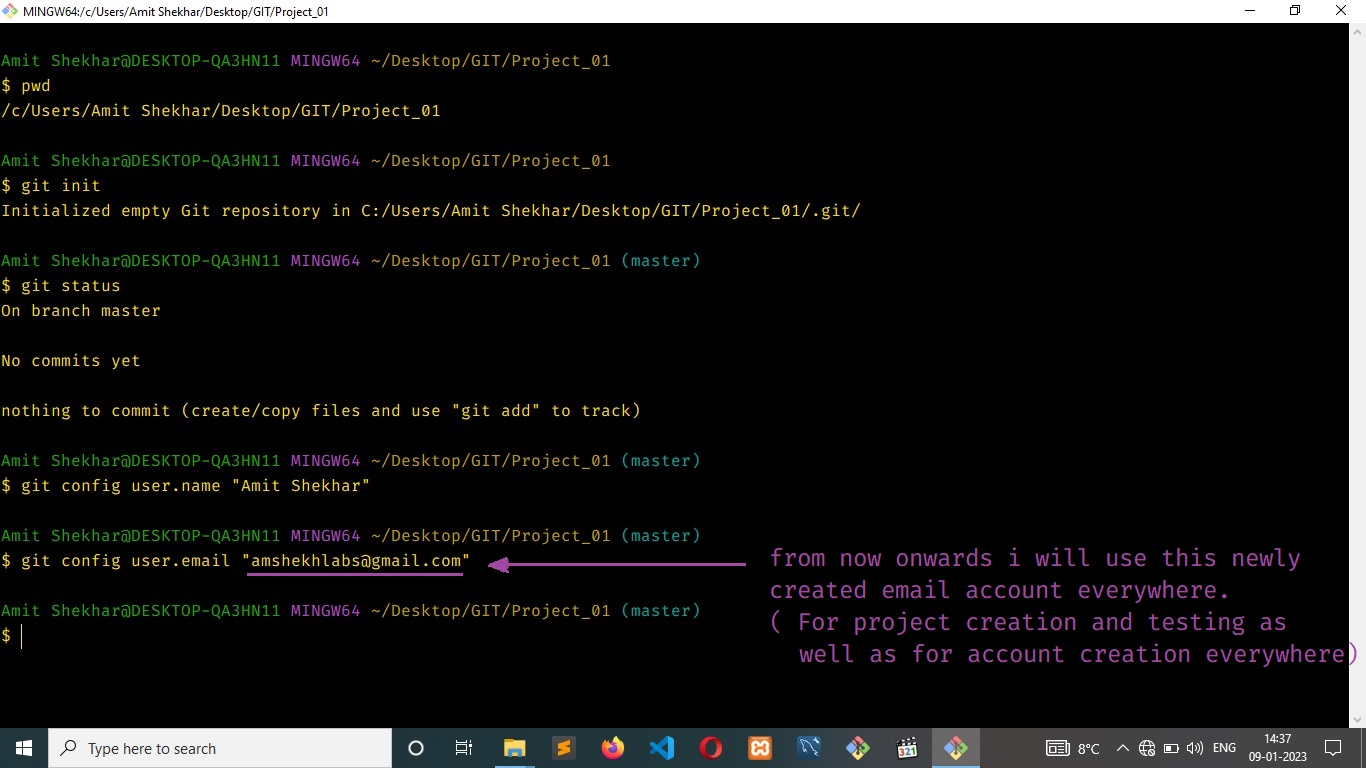 MINGW64:/c/Users/Amit Shekhar/Desktop/GIT/Project_01
Amit Shekhar@DESKTOP-QA3HN11 MINGW64 ~/Desktop/GIT/Project_01
$ pwd
/c/Users/Amit Shekhar/Desktop/GIT/Project_01
Amit Shekhar@DESKTOP-QA3HN11 MINGW64 ~/Desktop/GIT/Project_01
$ git init
Initialized empty Git repository in C:/Users/Amit Shekhar/Desktop/GIT/Project_01/.git/
Amit Shekhar@DESKTOP-QA3HN11 MINGW64 ~/Desktop/GIT/Project_01 (master)
$ git status
On branch master
No commits yet
nothing to commit (create/copy files and use "git add" to track)
Amit Shekhar@DESKTOP-QA3HN11 MINGW64 ~/Desktop/GIT/Project_01 (master)
$ git config user.name "Amit Shekhar"
Amit Shekhar@DESKTOP-QA3HN11 MINGW64 ~/Desktop/GIT/Project_01 (master)
$ git config user.email "amshekhlabs@gmail.com"
from now onwards i will use this newly
created email account everywhere.
( For project creation and testing as
well as for account creation everywhere)
Amit Shekhar@DESKTOP-QA3HN11 MINGW64 ~/Desktop/GIT/Project_01 (master)
$
Type here to search
321
8°C
ENG
14:37
09-01-2023